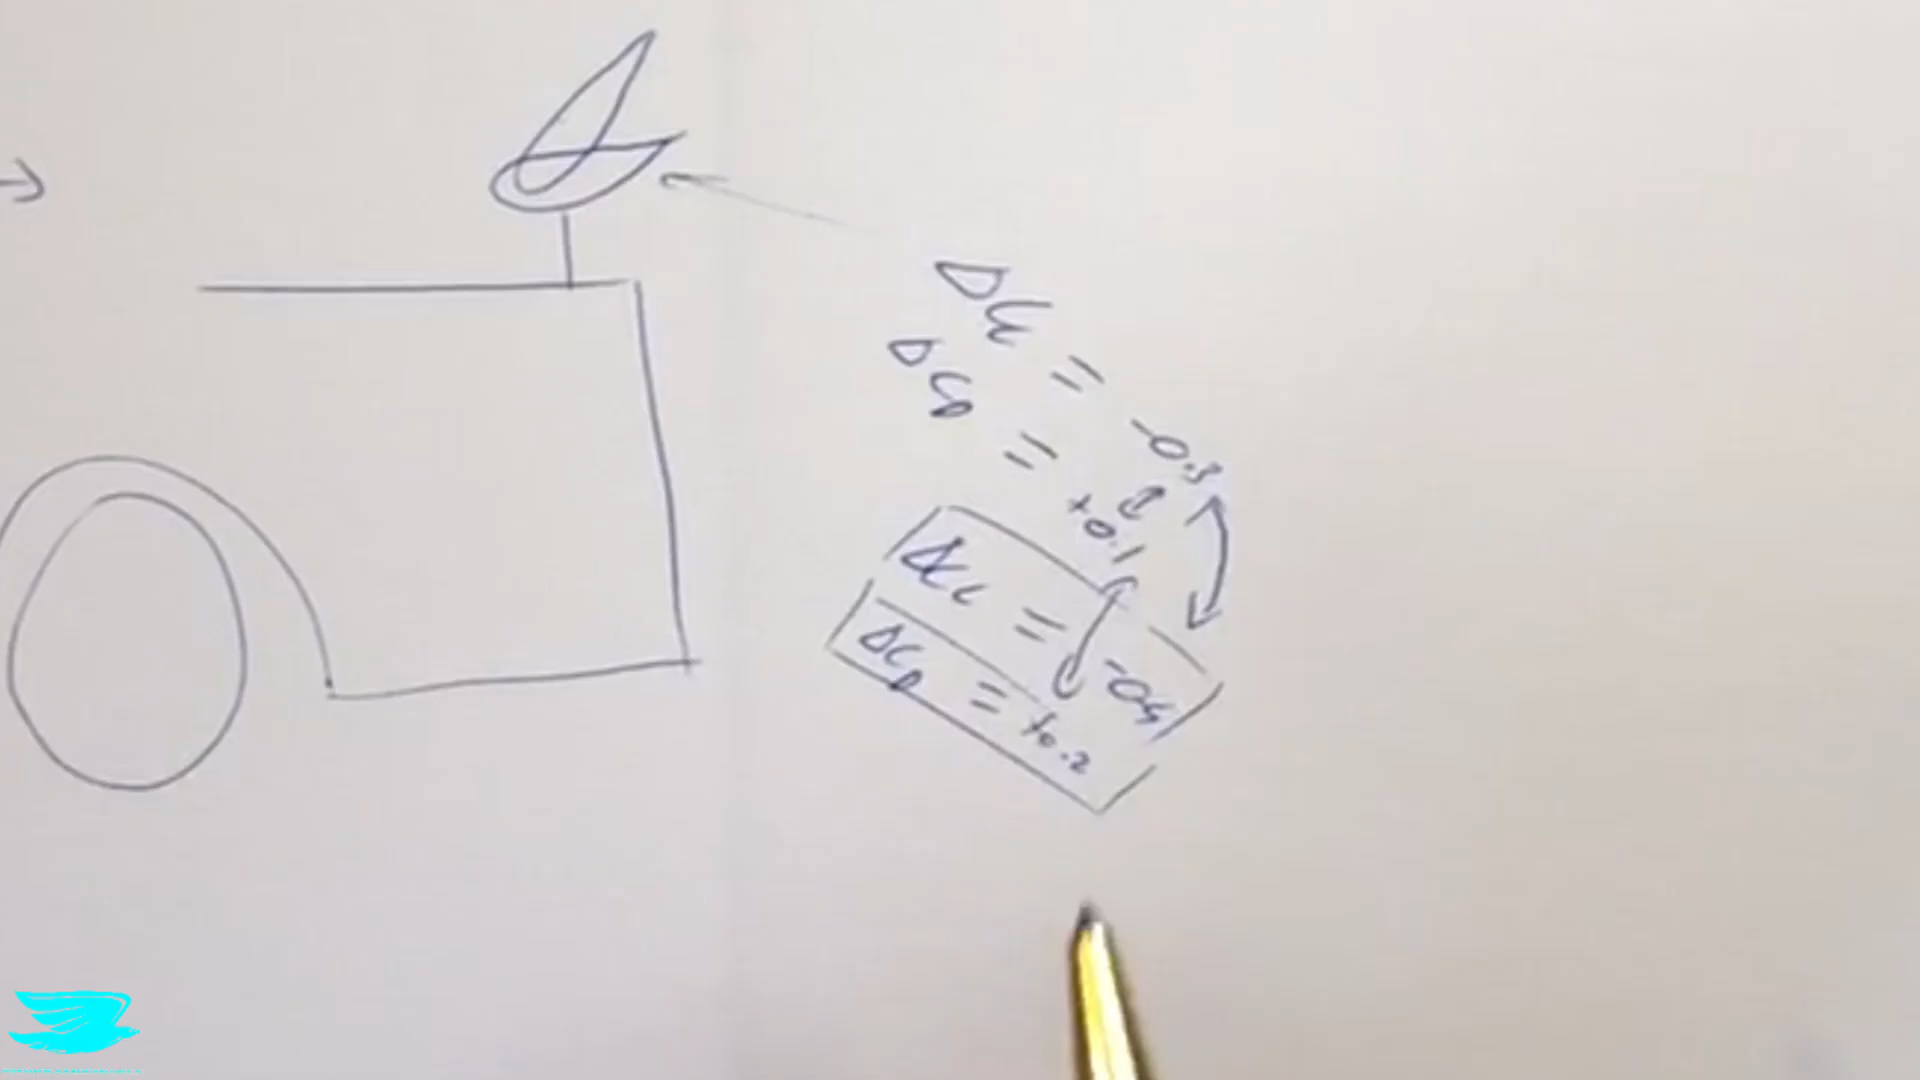 ΔCL = -0.3
ΔCD = +0.1
ΔCL = -0.4
ΔCD = +0.2